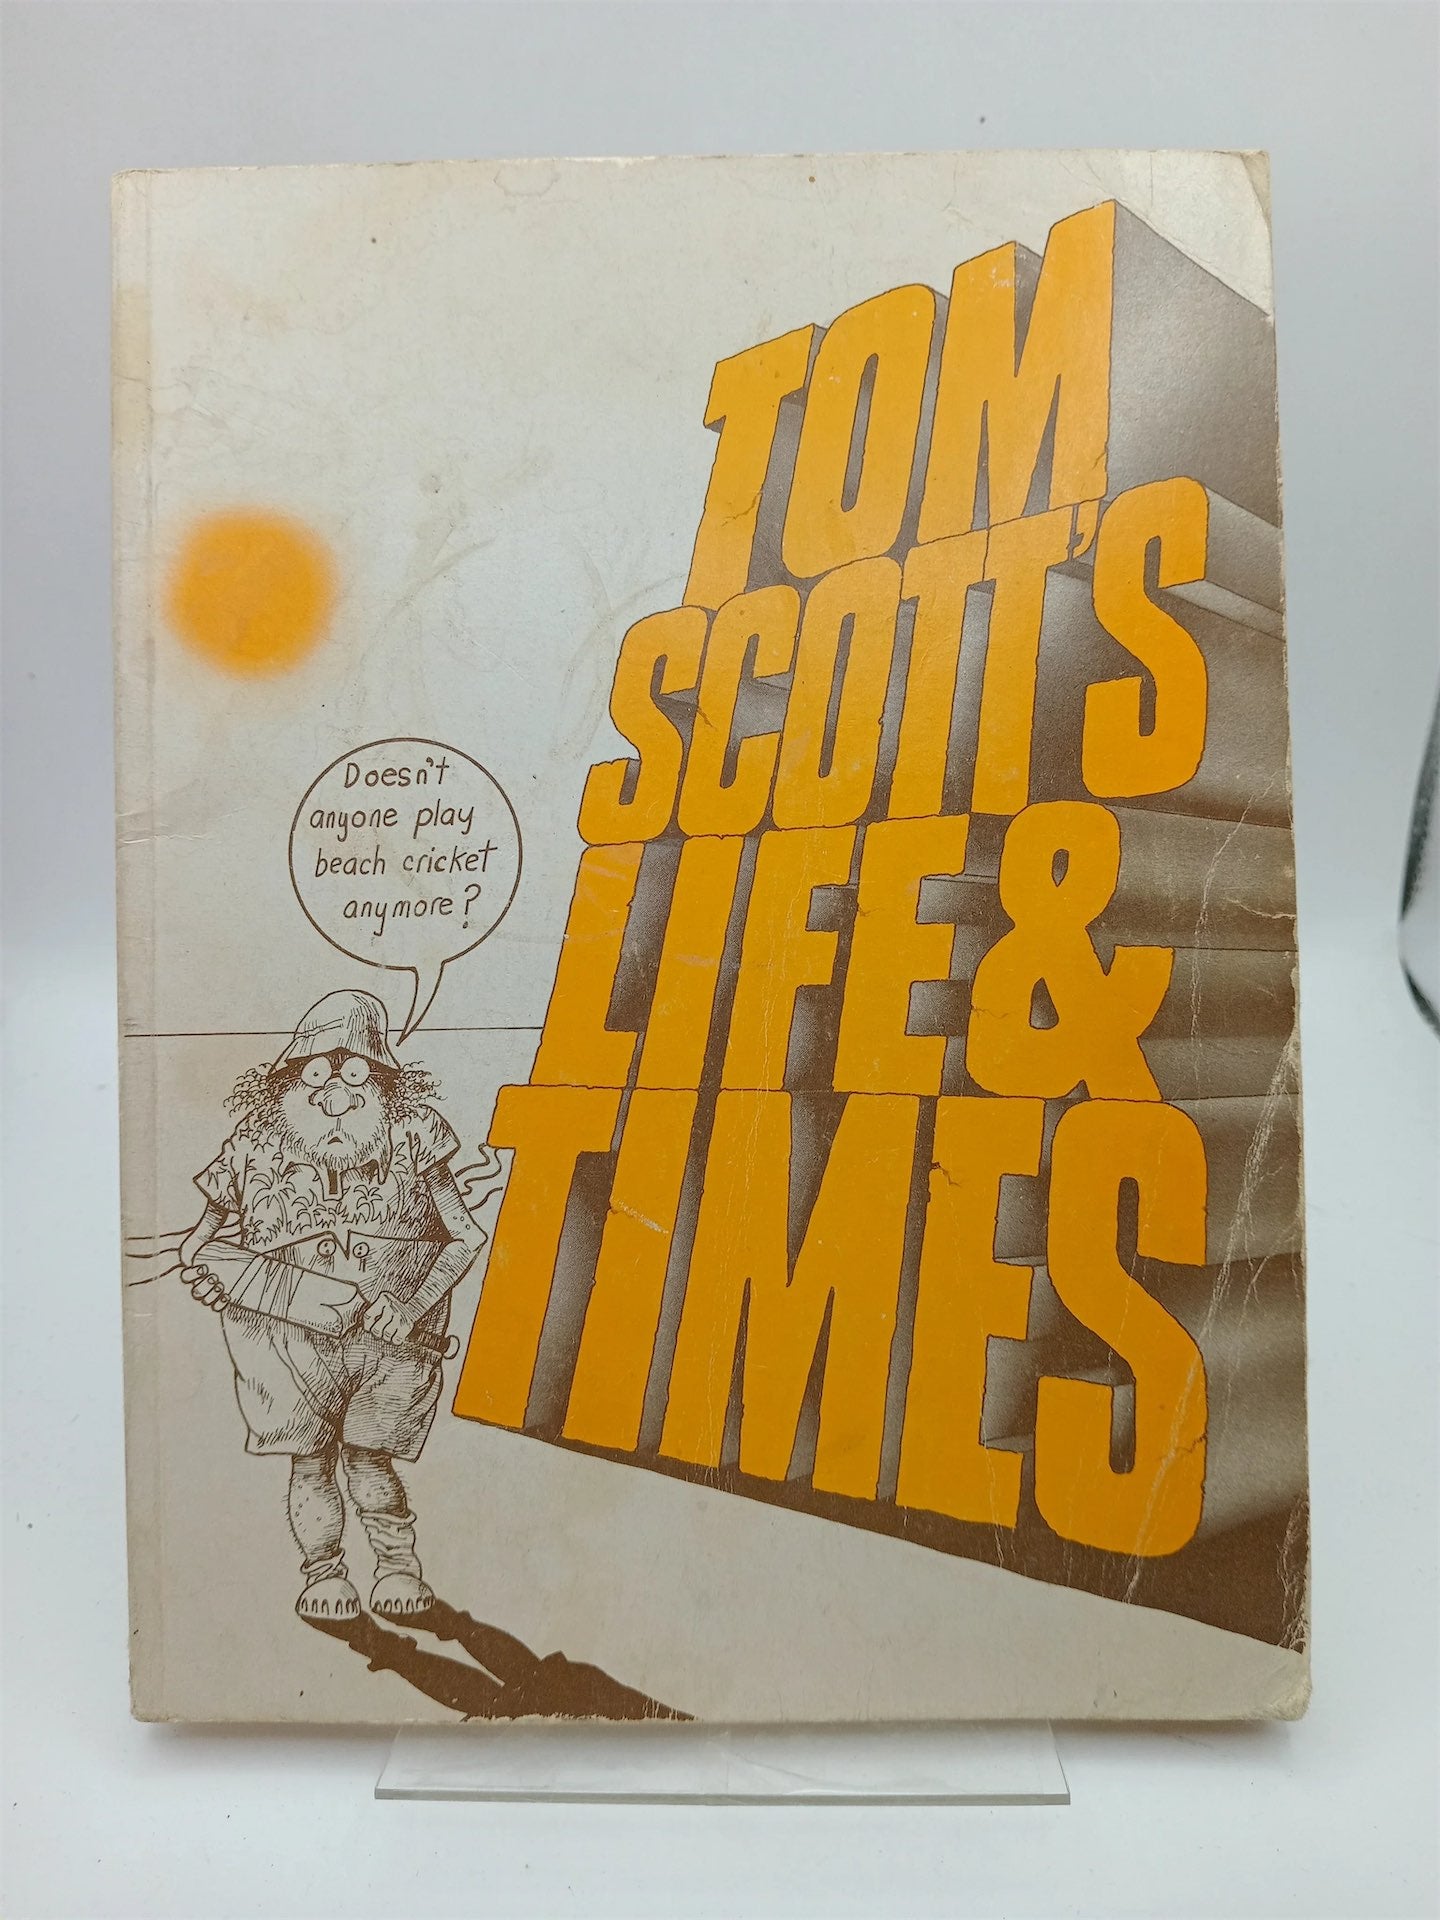 TOM
SCOTT'S
LIFE &
TIMES
Doesn't
anyone play
beach cricket
anymore?